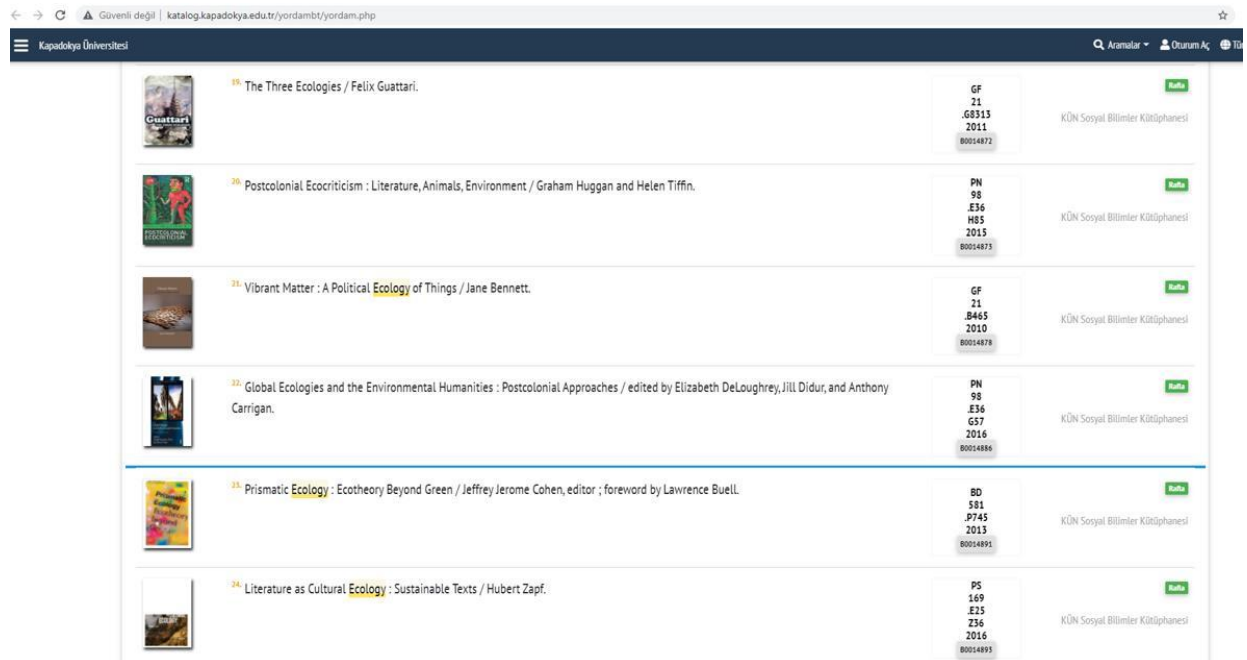 Güvenli değil | katalog.kapadokya.edu.tr/yordambt/yordam.php
Kapadokya Üniversitesi
Aramalar
Oturum Aç
Guattari
19. The Three Ecologies / Felix Guattari.
GF
21
.G8313
2011
B0014872
Rafta
KÜN Sosyal Bilimler Kütüphanesi
POSTCOLONIAL
ECOCRITICISM
20. Postcolonial Ecocriticism : Literature, Animals, Environment / Graham Huggan and Helen Tiffin.
PN
98
.E36
H85
2015
B0014873
Rafta
KÜN Sosyal Bilimler Kütüphanesi
21. Vibrant Matter : A Political Ecology of Things / Jane Bennett.
GF
21
.B465
2010
B0014878
Rafta
KÜN Sosyal Bilimler Kütüphanesi
22. Global Ecologies and the Environmental Humanities : Postcolonial Approaches / edited by Elizabeth DeLoughrey, Jill Didur, and Anthony
Carrigan.
PN
98
.E36
G57
2016
B0014886
Rafta
KÜN Sosyal Bilimler Kütüphanesi
Prismatic
Ecology
Ecotheory
beyond
23. Prismatic Ecology : Ecotheory Beyond Green / Jeffrey Jerome Cohen, editor ; foreword by Lawrence Buell.
BD
581
.P745
2013
B0014891
Rafta
KÜN Sosyal Bilimler Kütüphanesi
24. Literature as Cultural Ecology : Sustainable Texts / Hubert Zapf.
PS
169
.E25
Z36
2016
B0014893
Rafta
KÜN Sosyal Bilimler Kütüphanesi